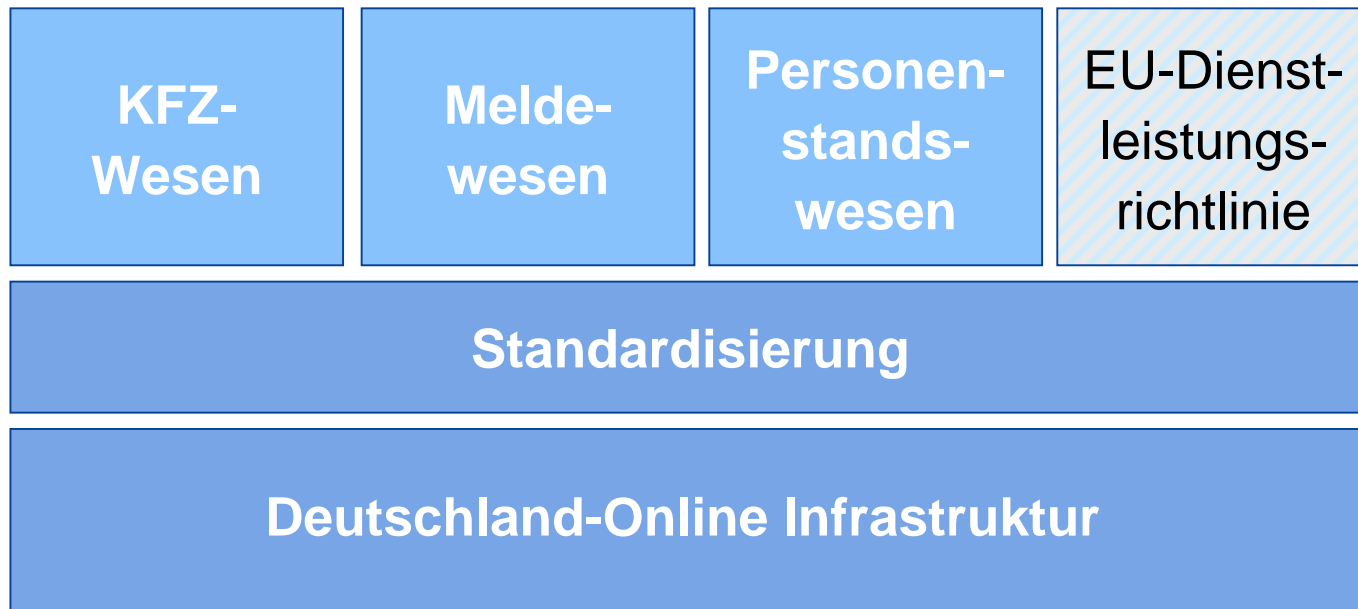 KFZ-
Wesen
Melde-
wesen
Personen-
stands-
wesen
EU-Dienst-
leistungs-
richtlinie
Standardisierung
Deutschland-Online Infrastruktur